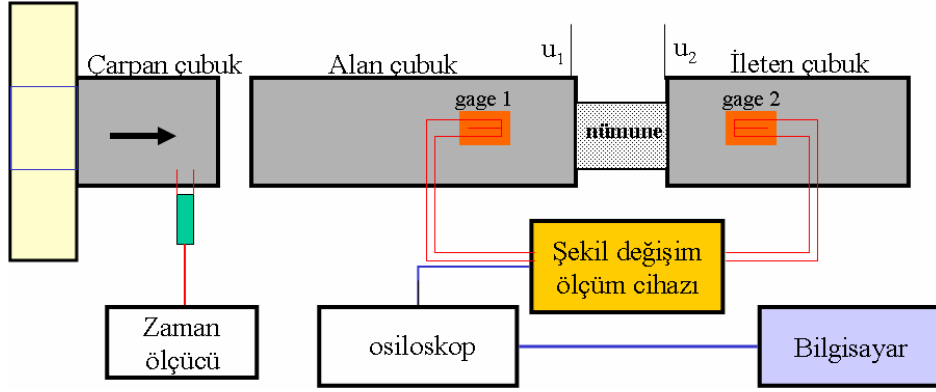 Çarpan çubuk
Alan çubuk
u1
u2
İleten çubuk
gage 1
gage 2
nümune
Şekil değişim
ölçüm cihazı
Zaman
ölçücü
osiloskop
Bilgisayar